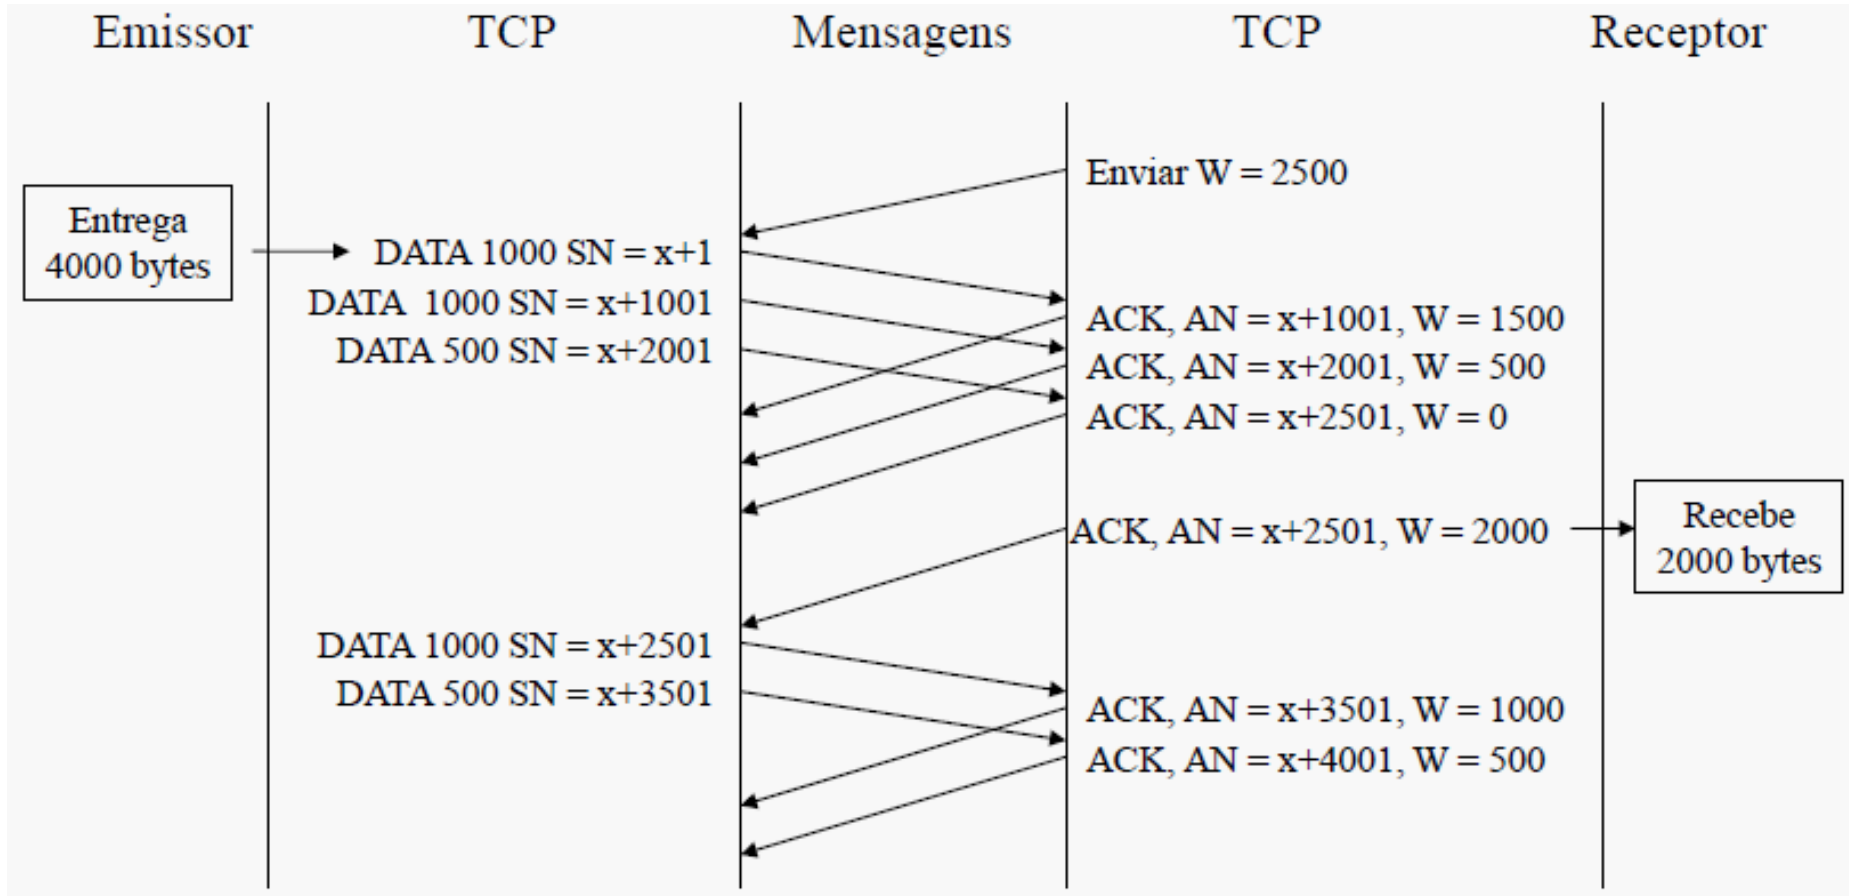 Emissor TCP Mensagens TCP Receptor
Enviar W = 2500
Entrega
4000 bytes
DATA 1000 SN = x+1
DATA 1000 SN = x+1001
ACK, AN = x+1001, W = 1500
DATA 500 SN = x+2001
ACK, AN = x+2001, W = 500
ACK, AN = x+2501, W = 0
ACK, AN = x+2501, W = 2000
Recebe
2000 bytes
DATA 1000 SN = x+2501
DATA 500 SN = x+3501
ACK, AN = x+3501, W = 1000
ACK, AN = x+4001, W = 500